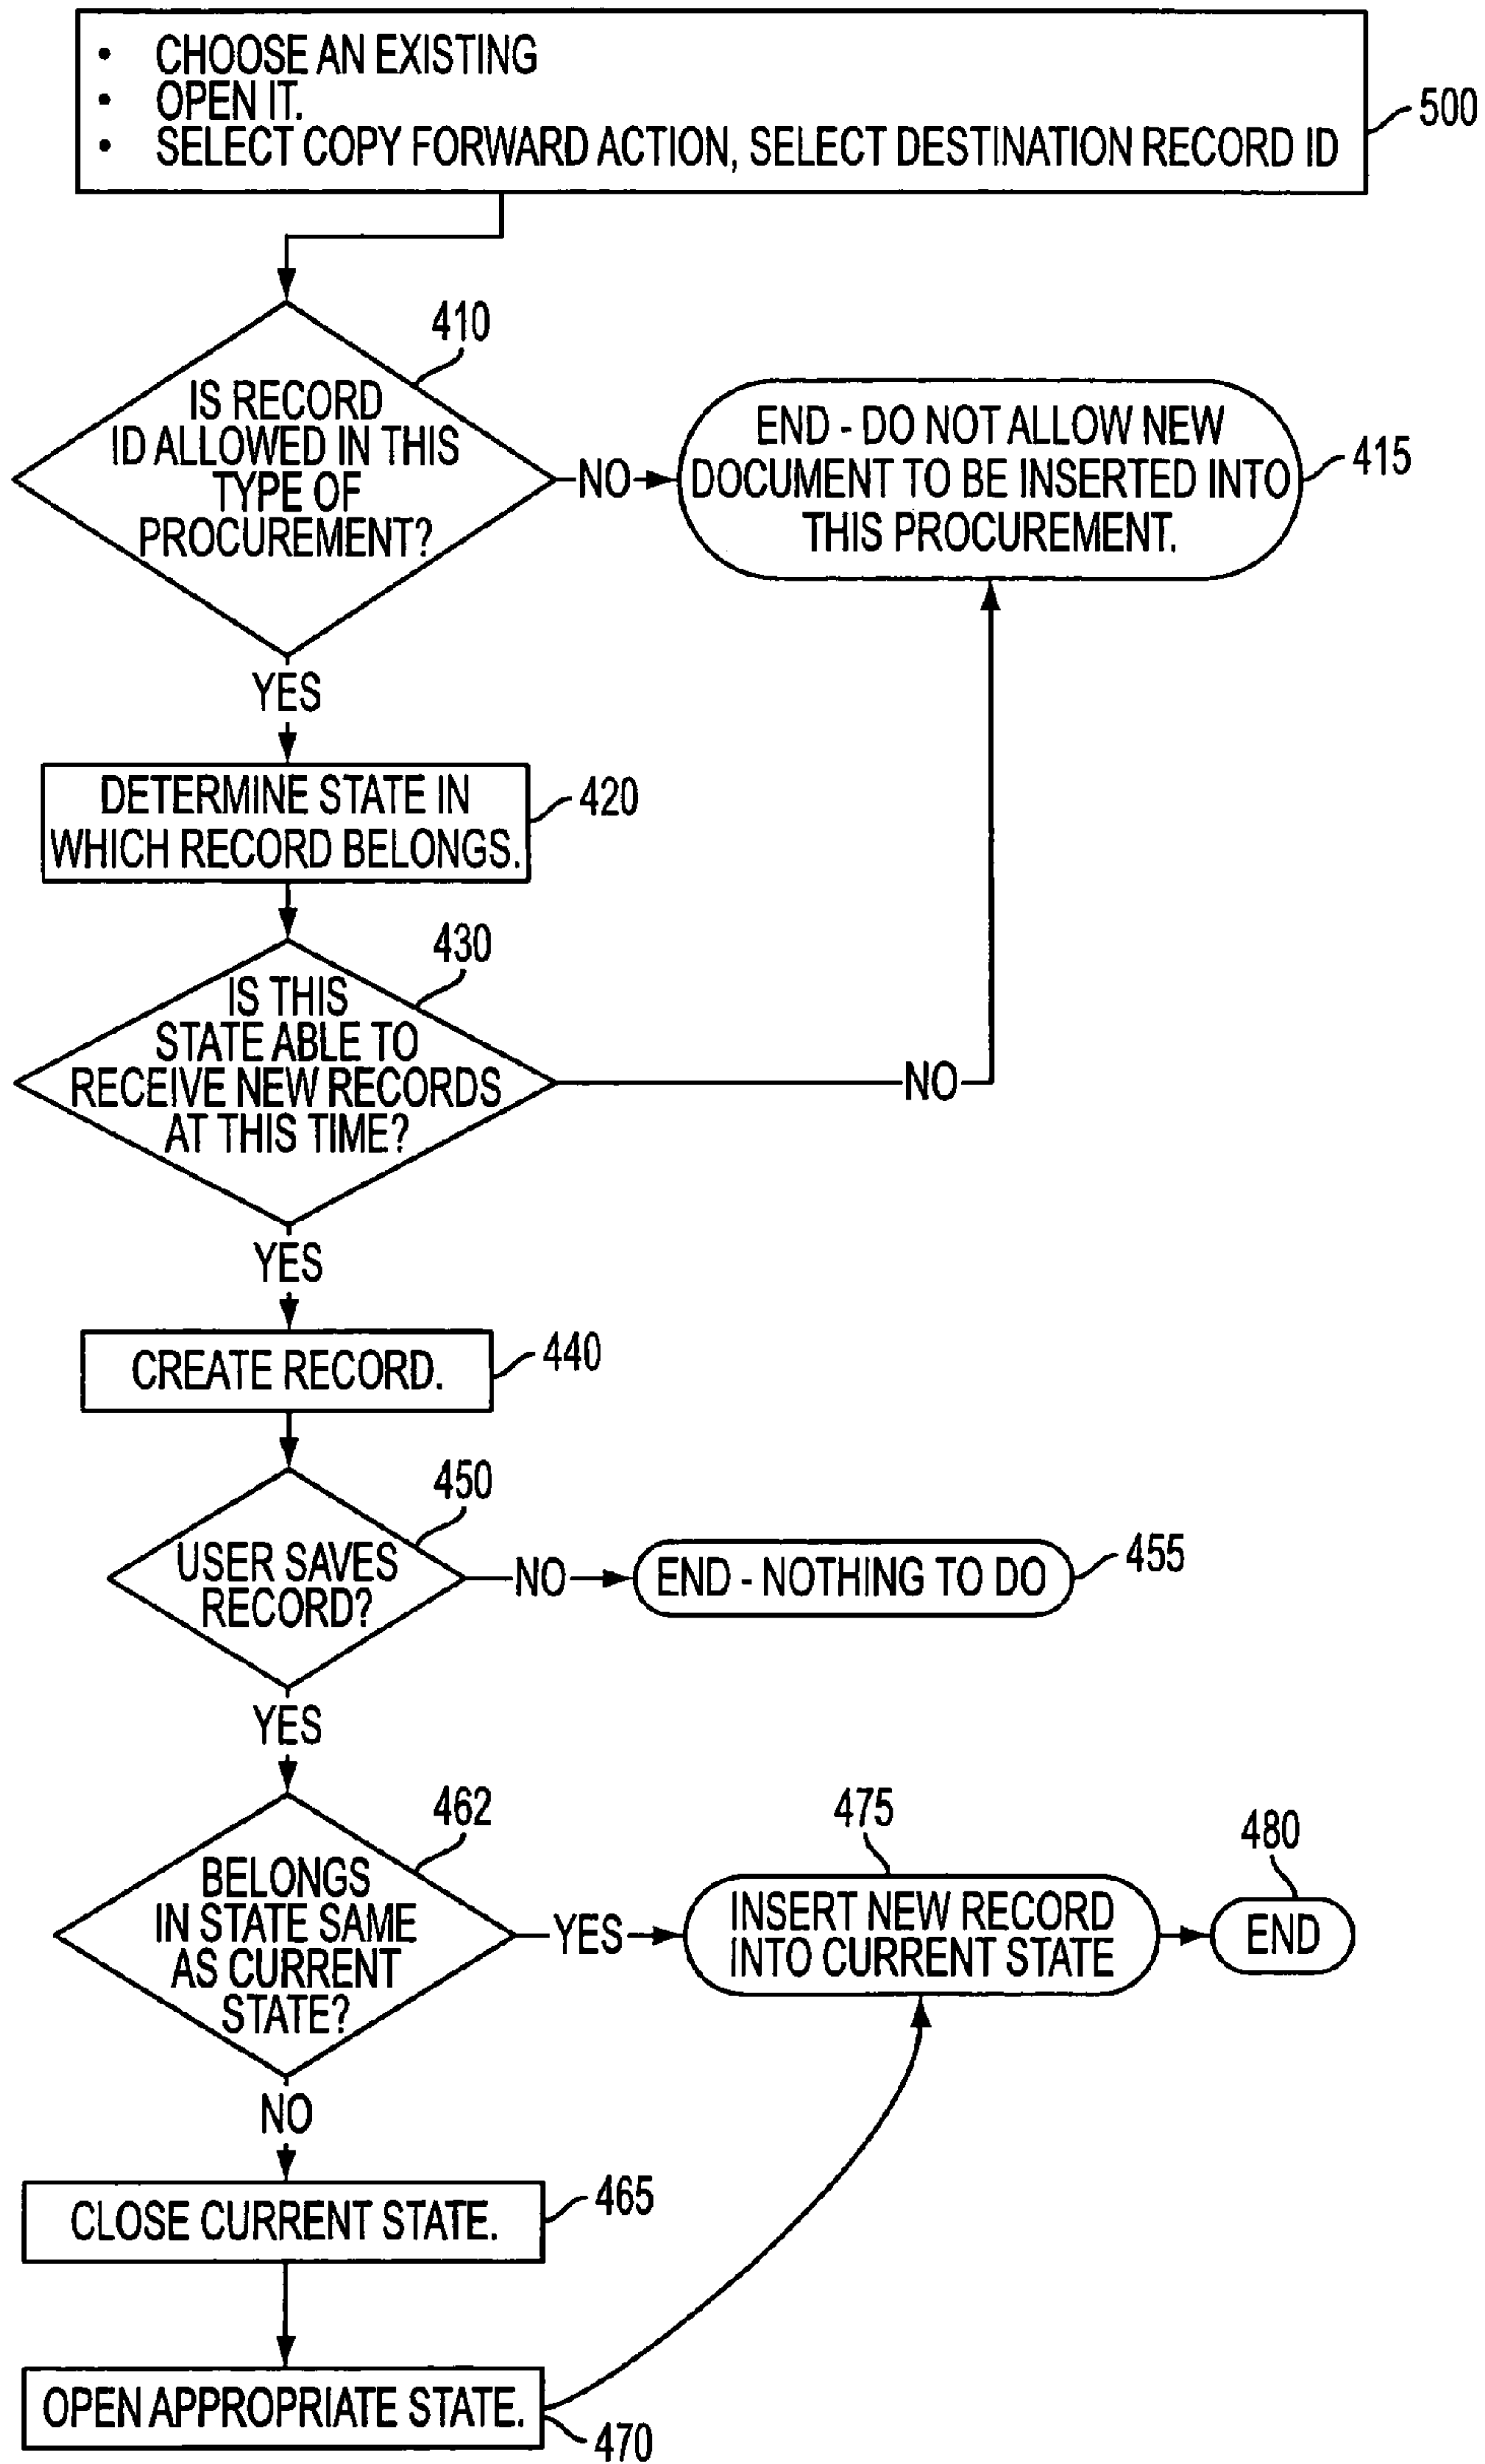 • CHOOSE AN EXISTING
• OPEN IT.
• SELECT COPY FORWARD ACTION, SELECT DESTINATION RECORD ID
500
410
IS RECORD
ID ALLOWED IN THIS
TYPE OF
PROCUREMENT?
NO
END - DO NOT ALLOW NEW
DOCUMENT TO BE INSERTED INTO
THIS PROCUREMENT.
415
YES
DETERMINE STATE IN
WHICH RECORD BELONGS.
420
430
IS THIS
STATE ABLE TO
RECEIVE NEW RECORDS
AT THIS TIME?
NO
YES
CREATE RECORD.
440
450
USER SAVES
RECORD?
NO
END - NOTHING TO DO
455
YES
462
BELONGS
IN STATE SAME
AS CURRENT
STATE?
YES
475
INSERT NEW RECORD
INTO CURRENT STATE
480
END
NO
CLOSE CURRENT STATE.
465
OPEN APPROPRIATE STATE.
470